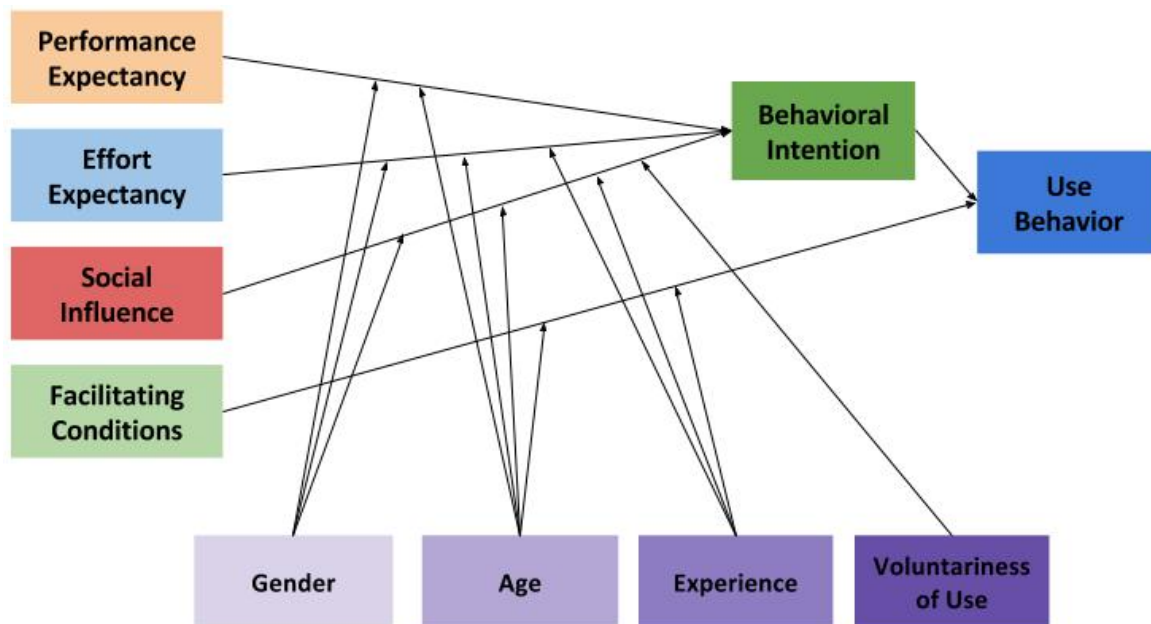 Performance
Expectancy
Effort
Expectancy
Social
Influence
Facilitating
Conditions
Behavioral
Intention
Use
Behavior
Gender
Age
Experience
Voluntariness
of Use